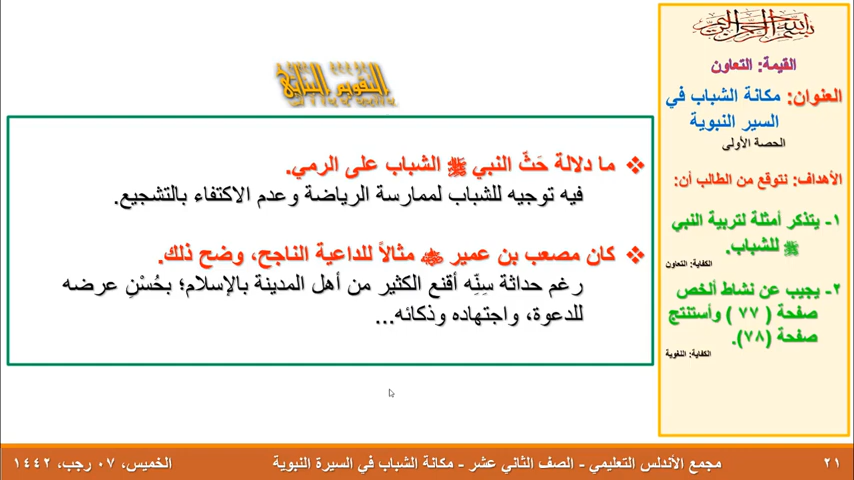 بسم الله الرحمن الرحيم
القيمة: التعاون
العنوان: مكانة الشباب في
السير النبوية
الحصة الأولى
الأهداف: نتوقع من الطالب أن:
١- يتذكر أمثلة لتربية النبي
ﷺ للشباب.
الكفاية: التعاون
٢- يجيب عن نشاط ألخص
صفحة ( ٧٧ ) وأستنتج
صفحة (٧٨).
الكفاية: اللغوية
التقويم البنائي
❖ ما دلالة حَثّ النبي ﷺ الشباب على الرمي.
فيه توجيه للشباب لممارسة الرياضة وعدم الاكتفاء بالتشجيع.
❖ كان مصعب بن عمير مثالاً للداعية الناجح، وضح ذلك.
رغم حداثة سِنِّه أقنع الكثير من أهل المدينة بالإسلام؛ بحُسْنِ عرضه
للدعوة، واجتهاده وذكائه...
٢١
مجمع الأندلس التعليمي - الصف الثاني عشر - مكانة الشباب في السيرة النبوية
الخميس، ٠٧ رجب، ١٤٤٢